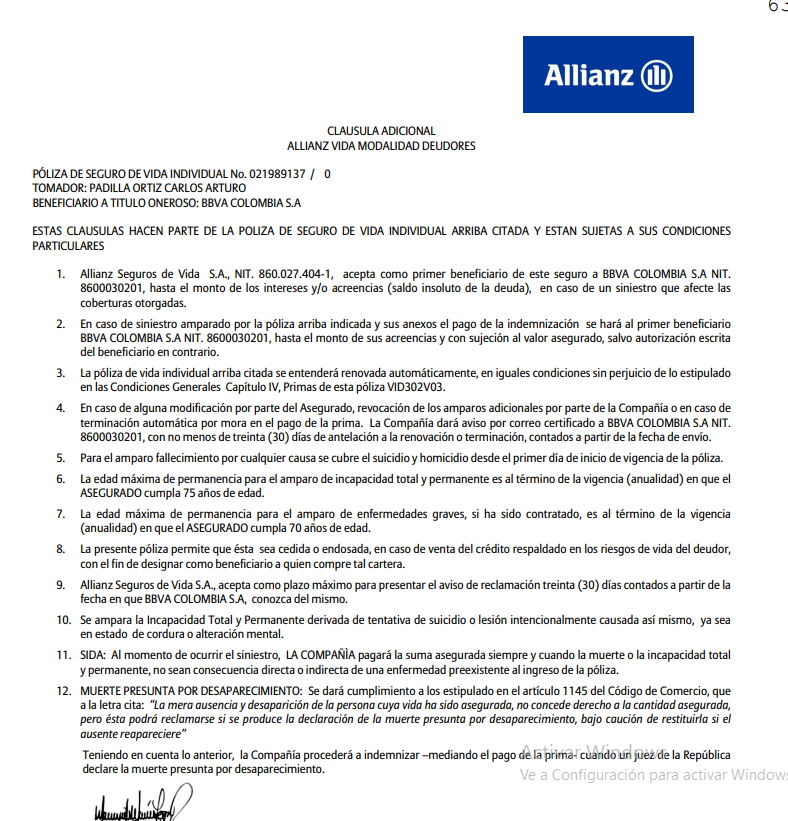 63
Allianz
CLAUSULA ADICIONAL
ALLIANZ VIDA MODALIDAD DEUDORES
PÓLIZA DE SEGURO DE VIDA INDIVIDUAL No. 021989137 / 0
TOMADOR: PADILLA ORTIZ CARLOS ARTURO
BENEFICIARIO A TITULO ONEROSO: BBVA COLOMBIA S.A
ESTAS CLAUSULAS HACEN PARTE DE LA POLIZA DE SEGURO DE VIDA INDIVIDUAL ARRIBA CITADA Y ESTAN SUJETAS A SUS CONDICIONES
PARTICULARES
1. Allianz Seguros de Vida S.A., NIT. 860.027.404-1, acepta como primer beneficiario de este seguro a BBVA COLOMBIA S.A NIT.
8600030201, hasta el monto de los intereses y/o acreencias (saldo insoluto de la deuda), en caso de un siniestro que afecte las
coberturas otorgadas.
2. En caso de siniestro amparado por la póliza arriba indicada y sus anexos el pago de la indemnización se hará al primer beneficiario
BBVA COLOMBIA S.A NIT. 8600030201, hasta el monto de sus acreencias y con sujeción al valor asegurado, salvo autorización escrita
del beneficiario en contrario.
3. La póliza de vida individual arriba citada se entenderá renovada automáticamente, en iguales condiciones sin perjuicio de lo estipulado
en las Condiciones Generales Capítulo IV, Primas de esta póliza VID302V03.
4. En caso de alguna modificación por parte del Asegurado, revocación de los amparos adicionales por parte de la Compañía o en caso de
terminación automática por mora en el pago de la prima. La Compañía dará aviso por correo certificado a BBVA COLOMBIA S.A NIT.
8600030201, con no menos de treinta (30) días de antelación a la renovación o terminación, contados a partir de la fecha de envío.
5. Para el amparo fallecimiento por cualquier causa se cubre el suicidio y homicidio desde el primer día de inicio de vigencia de la póliza.
6. La edad máxima de permanencia para el amparo de incapacidad total y permanente es al término de la vigencia (anualidad) en que el
ASEGURADO cumpla 75 años de edad.
7. La edad máxima de permanencia para el amparo de enfermedades graves, si ha sido contratado, es al término de la vigencia
(anualidad) en que el ASEGURADO cumpla 70 años de edad.
8. La presente póliza permite que ésta sea cedida o endosada, en caso de venta del crédito respaldado en los riesgos de vida del deudor,
con el fin de designar como beneficiario a quien compre tal cartera.
9. Allianz Seguros de Vida S.A., acepta como plazo máximo para presentar el aviso de reclamación treinta (30) días contados a partir de la
fecha en que BBVA COLOMBIA S.A, conozca del mismo.
10. Se ampara la Incapacidad Total y Permanente derivada de tentativa de suicidio o lesión intencionalmente causada así mismo, ya sea
en estado de cordura o alteración mental.
11. SIDA: Al momento de ocurrir el siniestro, LA COMPAÑÌA pagará la suma asegurada siempre y cuando la muerte o la incapacidad total
y permanente, no sean consecuencia directa o indirecta de una enfermedad preexistente al ingreso de la póliza.
12. MUERTE PRESUNTA POR DESAPARECIMIENTO: Se dará cumplimiento a los estipulado en el artículo 1145 del Código de Comercio, que
a la letra cita: "La mera ausencia y desaparición de la persona cuya vida ha sido asegurada, no concede derecho a la cantidad asegurada,
pero ésta podrá reclamarse si se produce la declaración de la muerte presunta por desaparecimiento, bajo caución de restituirla si el
ausente reapareciere"
Teniendo en cuenta lo anterior, la Compañía procederá a indemnizar –mediando el pago de la prima- cuando un juez de la República
declare la muerte presunta por desaparecimiento.
Activar Windows
Ve a Configuración para activar Windows